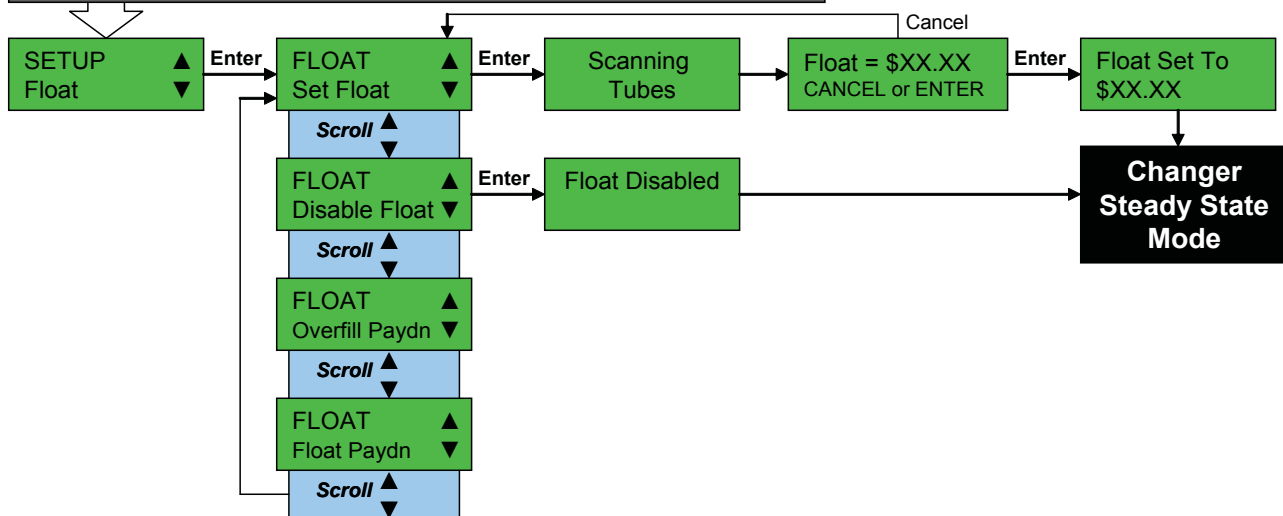 Cancel
SETUP ▲
Float ▼
Enter
FLOAT ▲
Set Float ▼
Enter
Scanning
Tubes
Float = $XX.XX
CANCEL or ENTER
Enter
Float Set To
$XX.XX
Scroll ▲
▼
FLOAT ▲
Disable Float ▼
Enter
Float Disabled
Changer
Steady State
Mode
Scroll ▲
▼
FLOAT ▲
Overfill Paydn ▼
Scroll ▲
▼
FLOAT ▲
Float Paydn ▼
Scroll ▲
▼